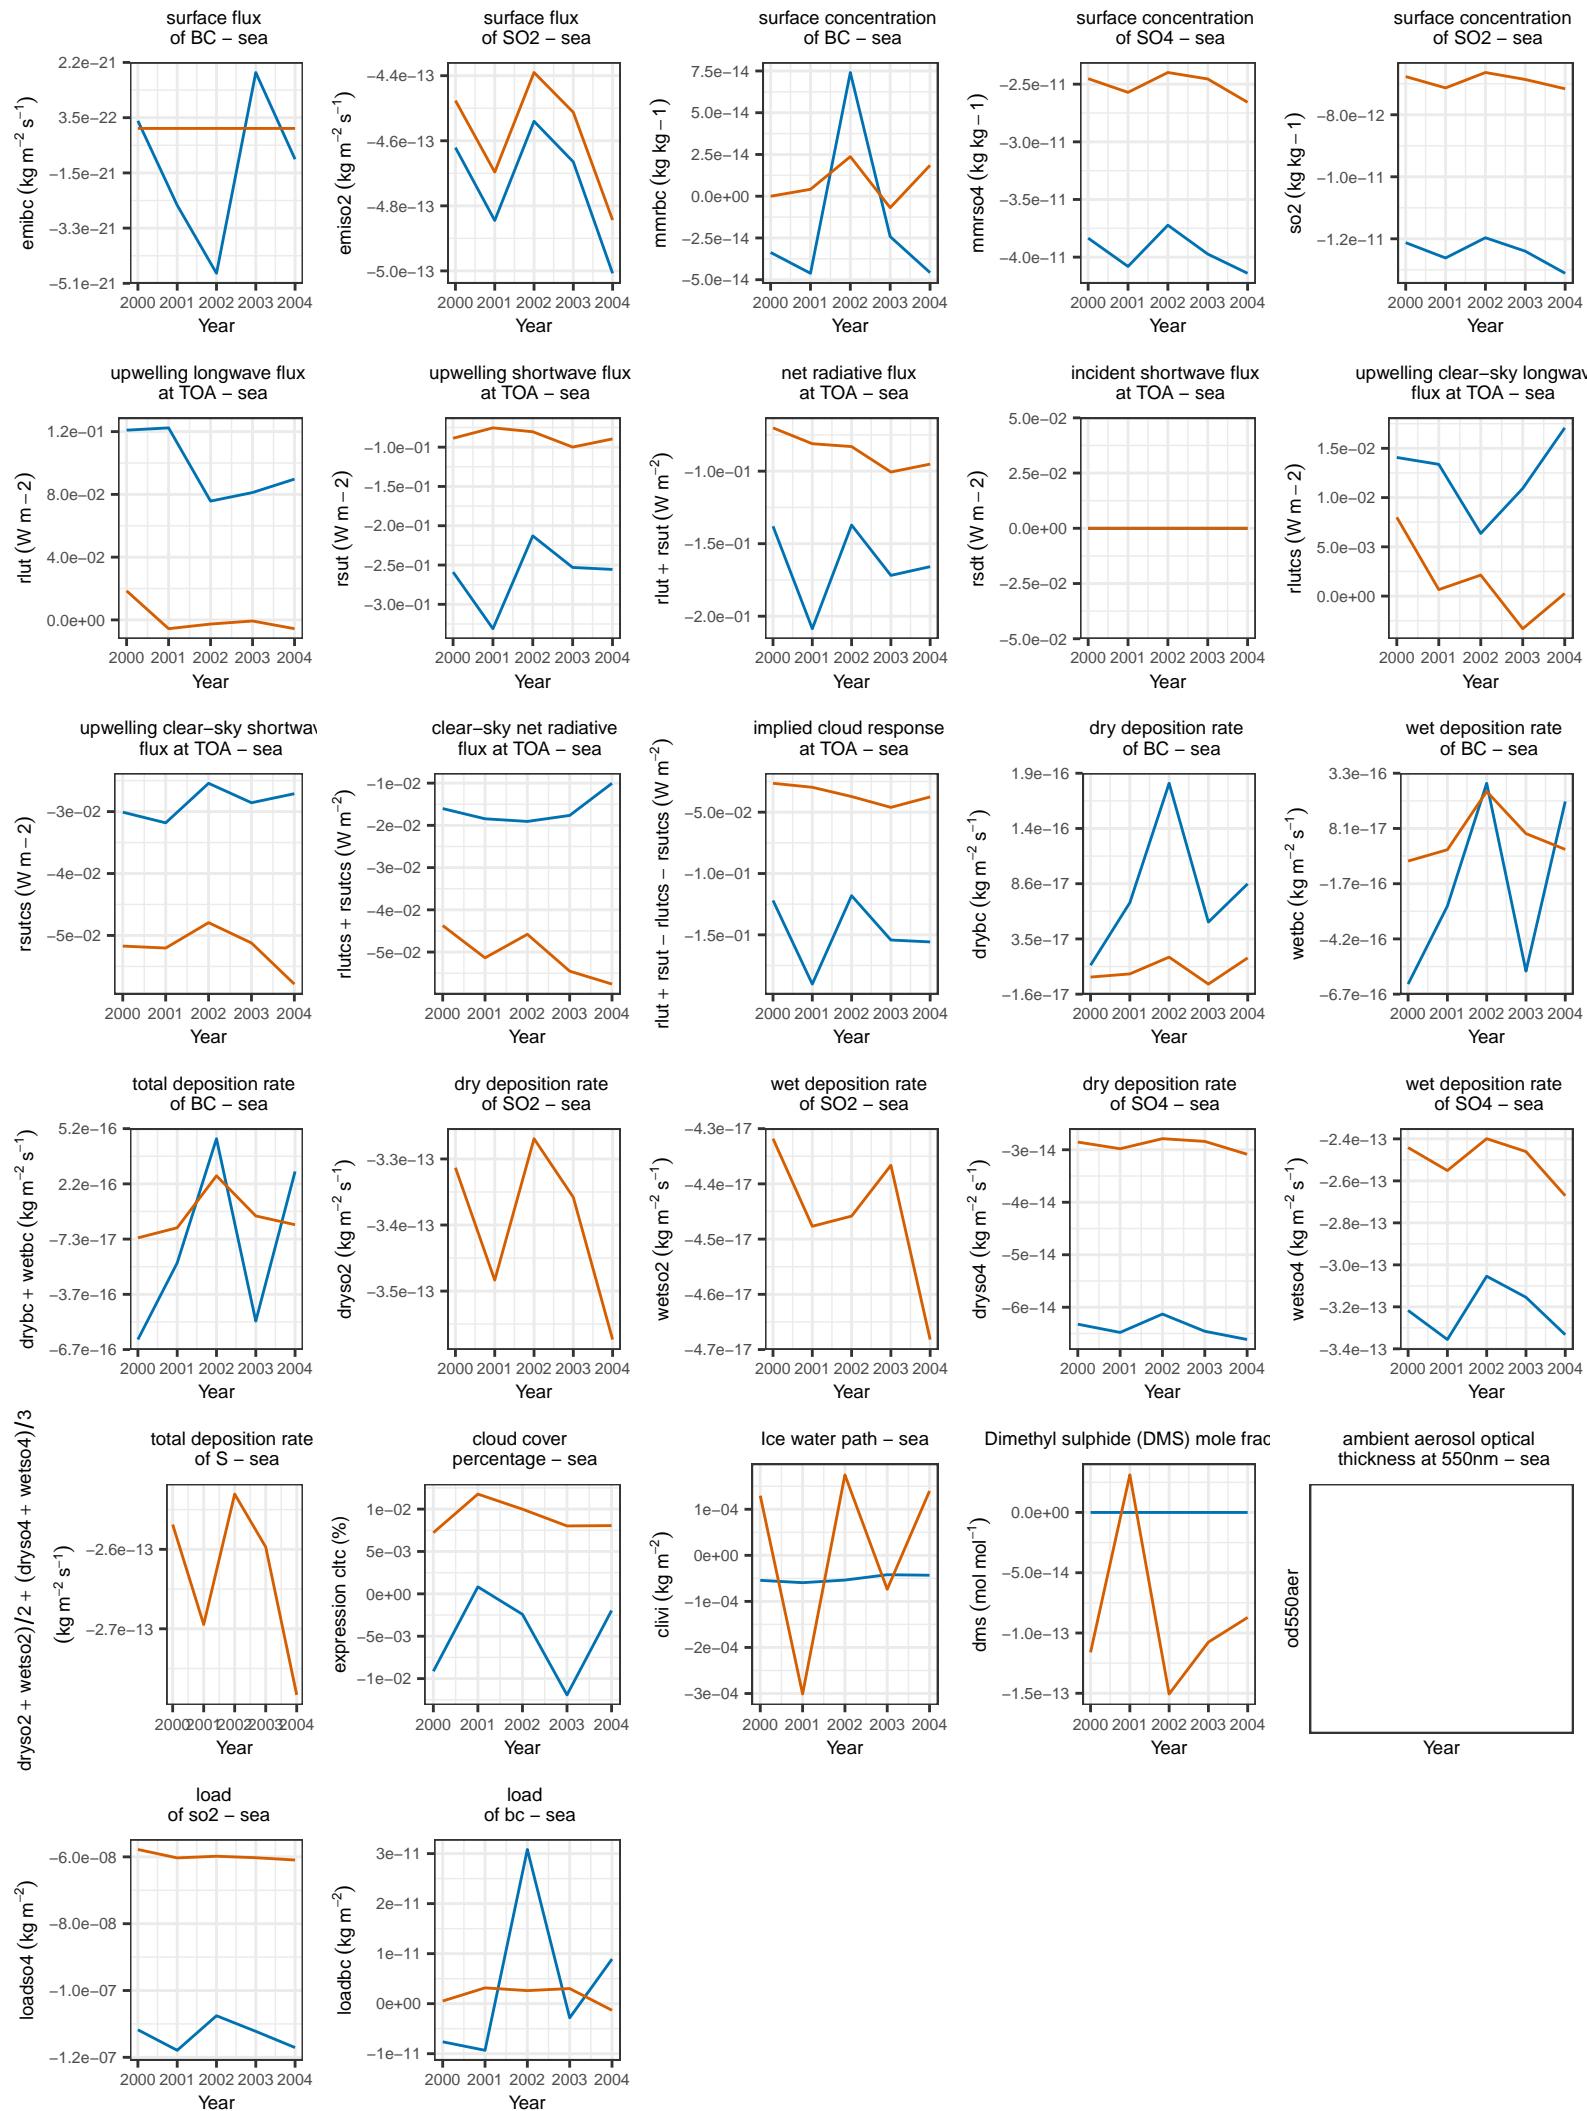 surface flux
of BC − sea
emibc (kg m−2 s−1)
2.2e−21
3.5e−22
−1.5e−21
−3.3e−21
−5.1e−21
2000 2001 2002 2003 2004
Year
surface flux
of SO2 − sea
emiso2 (kg m−2 s−1)
−4.4e−13
−4.6e−13
−4.8e−13
−5.0e−13
2000 2001 2002 2003 2004
Year
surface concentration
of BC − sea
mmrbc (kg kg − 1)
7.5e−14
5.0e−14
2.5e−14
0.0e+00
−2.5e−14
−5.0e−14
2000 2001 2002 2003 2004
Year
surface concentration
of SO4 − sea
mmrso4 (kg kg − 1)
−2.5e−11
−3.0e−11
−3.5e−11
−4.0e−11
2000 2001 2002 2003 2004
Year
surface concentration
of SO2 − sea
so2 (kg kg − 1)
−8.0e−12
−1.0e−11
−1.2e−11
2000 2001 2002 2003 2004
Year
upwelling longwave flux
at TOA − sea
rlut (W m − 2)
1.2e−01
8.0e−02
4.0e−02
0.0e+00
2000 2001 2002 2003 2004
Year
upwelling shortwave flux
at TOA − sea
rsut (W m − 2)
−1.0e−01
−1.5e−01
−2.0e−01
−2.5e−01
−3.0e−01
2000 2001 2002 2003 2004
Year
net radiative flux
at TOA − sea
rlut + rsut (W m−2)
−1.0e−01
−1.5e−01
−2.0e−01
2000 2001 2002 2003 2004
Year
incident shortwave flux
at TOA − sea
rsdt (W m − 2)
5.0e−02
2.5e−02
0.0e+00
−2.5e−02
−5.0e−02
2000 2001 2002 2003 2004
Year
upwelling clear−sky longwav
flux at TOA − sea
rlutcs (W m − 2)
1.5e−02
1.0e−02
5.0e−03
0.0e+00
2000 2001 2002 2003 2004
Year
upwelling clear−sky shortwav
flux at TOA − sea
rsutcs (W m − 2)
−3e−02
−4e−02
−5e−02
2000 2001 2002 2003 2004
Year
clear−sky net radiative
flux at TOA − sea
rlutcs + rsutcs (W m−2)
−1e−02
−2e−02
−3e−02
−4e−02
−5e−02
2000 2001 2002 2003 2004
Year
implied cloud response
at TOA − sea
rlut + rsut − rlutcs − rsutcs (W m−2)
−5.0e−02
−1.0e−01
−1.5e−01
2000 2001 2002 2003 2004
Year
dry deposition rate
of BC − sea
drybc (kg m−2 s−1)
1.9e−16
1.4e−16
8.6e−17
3.5e−17
−1.6e−17
2000 2001 2002 2003 2004
Year
wet deposition rate
of BC − sea
wetbc (kg m−2 s−1)
3.3e−16
8.1e−17
−1.7e−16
−4.2e−16
−6.7e−16
2000 2001 2002 2003 2004
Year
total deposition rate
of BC − sea
drybc + wetbc (kg m−2 s−1)
5.2e−16
2.2e−16
−7.3e−17
−3.7e−16
−6.7e−16
2000 2001 2002 2003 2004
Year
dry deposition rate
of SO2 − sea
dryso2 (kg m−2 s−1)
−3.3e−13
−3.4e−13
−3.5e−13
2000 2001 2002 2003 2004
Year
wet deposition rate
of SO2 − sea
wetso2 (kg m−2 s−1)
−4.3e−17
−4.4e−17
−4.5e−17
−4.6e−17
−4.7e−17
2000 2001 2002 2003 2004
Year
dry deposition rate
of SO4 − sea
dryso4 (kg m−2 s−1)
−3e−14
−4e−14
−5e−14
−6e−14
2000 2001 2002 2003 2004
Year
wet deposition rate
of SO4 − sea
wetso4 (kg m−2 s−1)
−2.4e−13
−2.6e−13
−2.8e−13
−3.0e−13
−3.2e−13
−3.4e−13
2000 2001 2002 2003 2004
Year
total deposition rate
of S − sea
dryso2 + wetso2)/2 + (dryso4 + wetso4)/3
(kg m−2 s−1)
−2.6e−13
−2.7e−13
2000 2001 2002 2003 2004
Year
cloud cover
percentage − sea
expression cltc (%)
1e−02
5e−03
0e+00
−5e−03
−1e−02
2000 2001 2002 2003 2004
Year
Ice water path − sea
clivi (kg m−2)
1e−04
0e+00
−1e−04
−2e−04
−3e−04
2000 2001 2002 2003 2004
Year
Dimethyl sulphide (DMS) mole frac
dms (mol mol−1)
0.0e+00
−5.0e−14
−1.0e−13
−1.5e−13
2000 2001 2002 2003 2004
Year
ambient aerosol optical
thickness at 550nm − sea
od550aer
Year
load
of so2 − sea
loadso4 (kg m−2)
−6.0e−08
−8.0e−08
−1.0e−07
−1.2e−07
2000 2001 2002 2003 2004
Year
load
of bc − sea
loadbc (kg m−2)
3e−11
2e−11
1e−11
0e+00
−1e−11
2000 2001 2002 2003 2004
Year